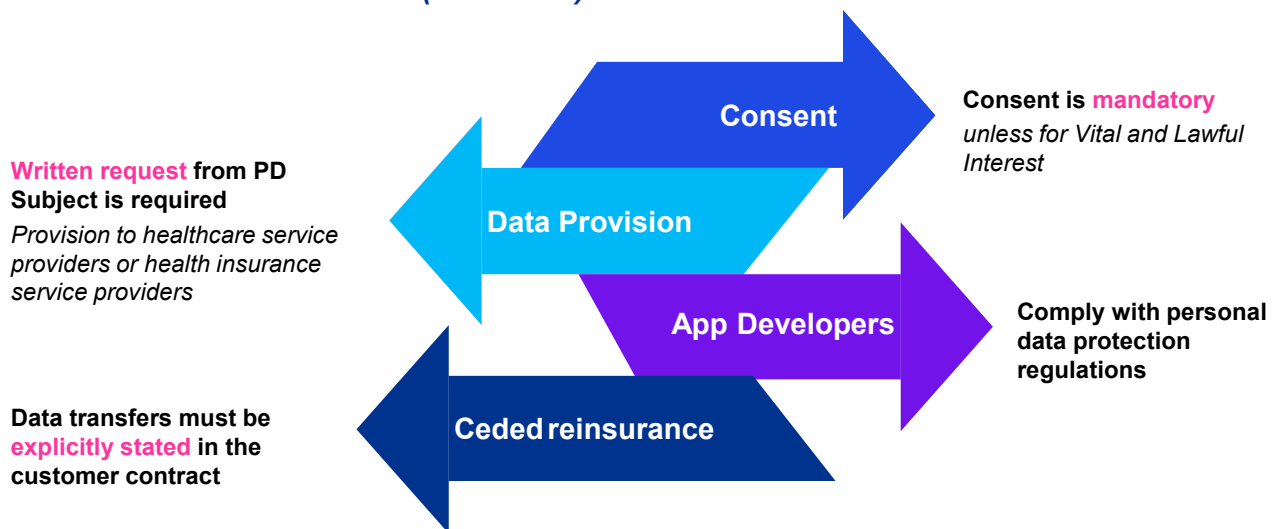 Consent
Consent is mandatory
unless for Vital and Lawful
Interest
Written request from PD
Subject is required
Provision to healthcare service
providers or health insurance
service providers
Data Provision
App Developers
Comply with personal
data protection
regulations
Data transfers must be
explicitly stated in the
customer contract
Ceded reinsurance